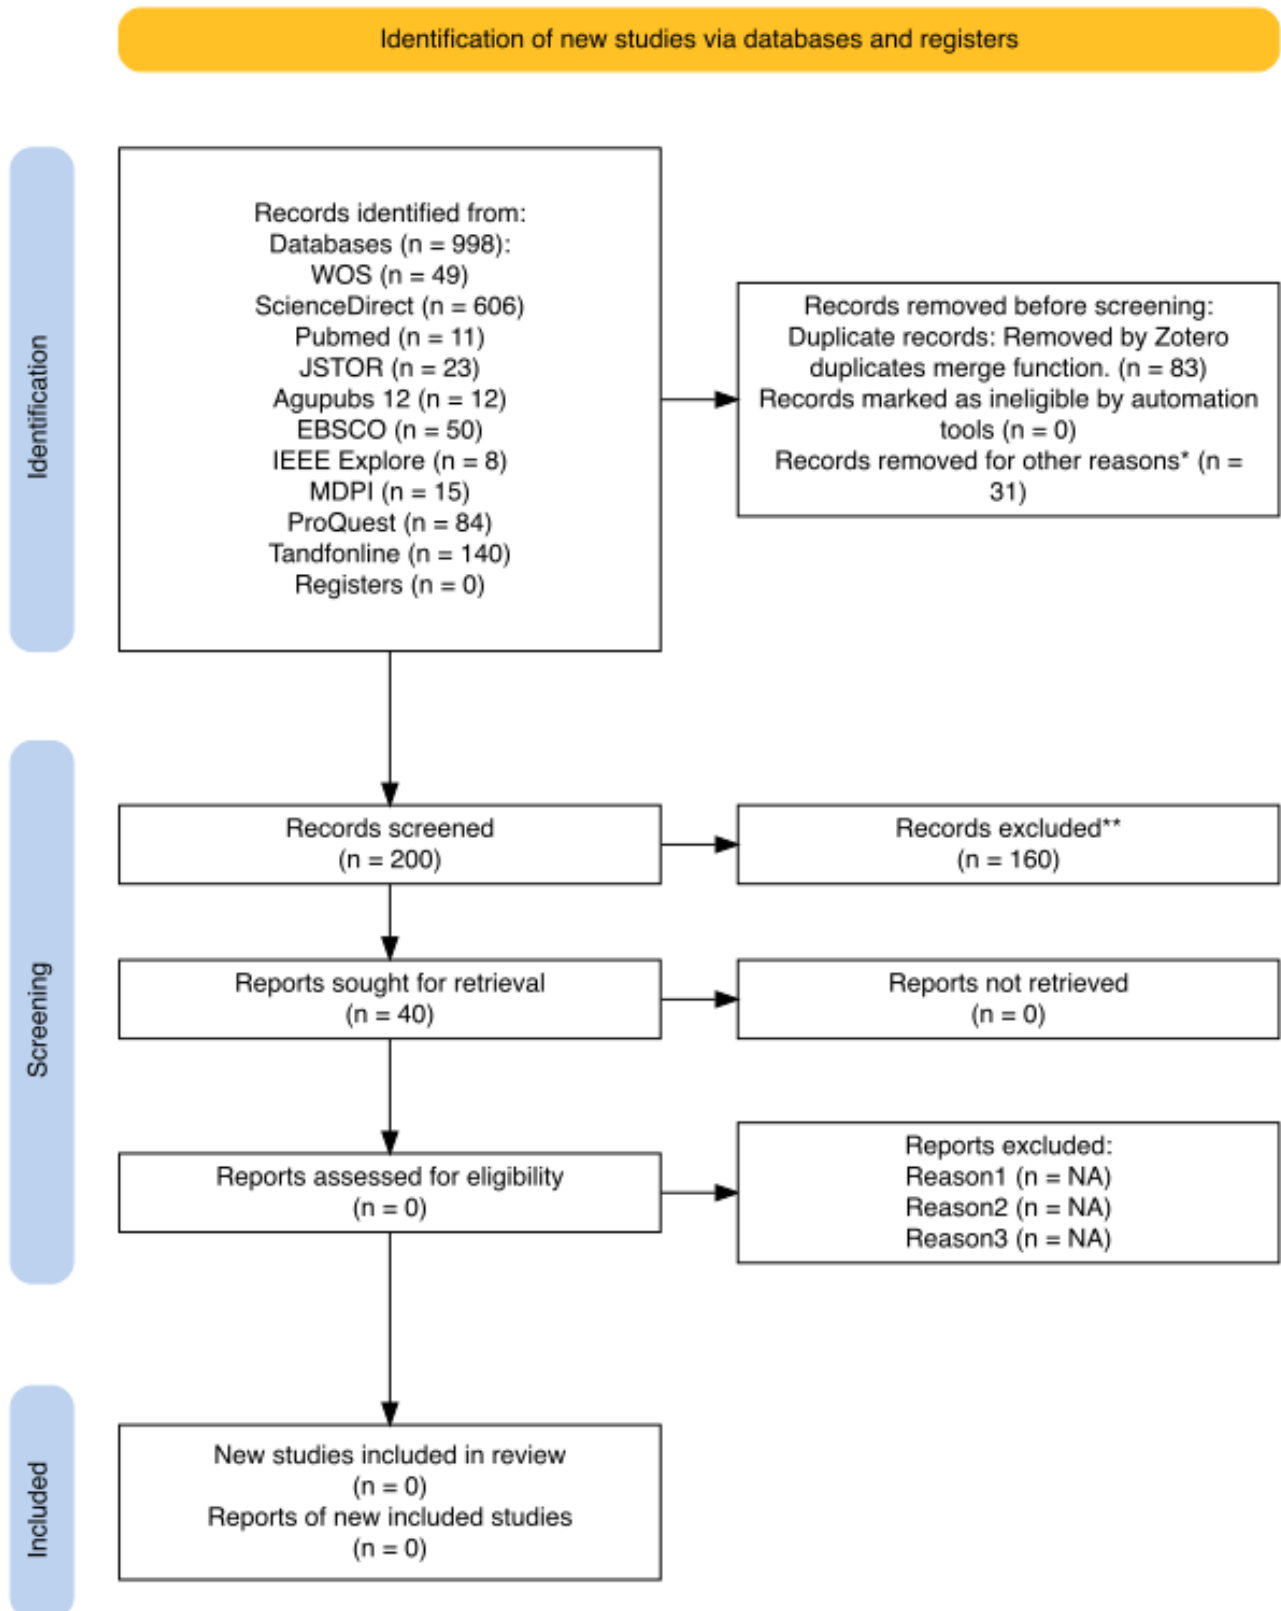 Identification of new studies via databases and registers
Identification
Records identified from:
Databases (n = 998):
WOS (n = 49)
ScienceDirect (n = 606)
Pubmed (n = 11)
JSTOR (n = 23)
Agupubs 12 (n = 12)
EBSCO (n = 50)
IEEE Explore (n = 8)
MDPI (n = 15)
ProQuest (n = 84)
Tandfonline (n = 140)
Registers (n = 0)
Records removed before screening:
Duplicate records: Removed by Zotero
duplicates merge function. (n = 83)
Records marked as ineligible by automation
tools (n = 0)
Records removed for other reasons* (n =
31)
Screening
Records screened
(n = 200)
Records excluded**
(n = 160)
Reports sought for retrieval
(n = 40)
Reports not retrieved
(n = 0)
Reports assessed for eligibility
(n = 0)
Reports excluded:
Reason1 (n = NA)
Reason2 (n = NA)
Reason3 (n = NA)
Included
New studies included in review
(n = 0)
Reports of new included studies
(n = 0)